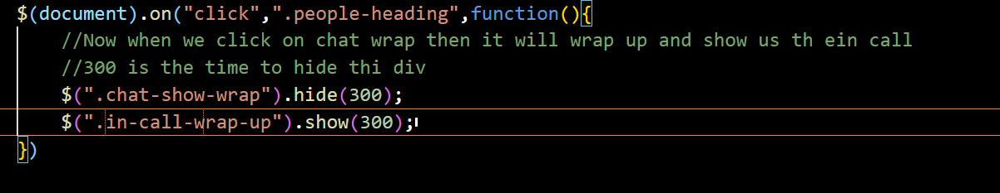 $(document).on("click",".people-heading",function(){
//Now when we click on chat wrap then it will wrap up and show us th ein call
//300 is the time to hide thi div
$(".chat-show-wrap").hide(300);
$(".in-call-wrap-up").show(300);
})